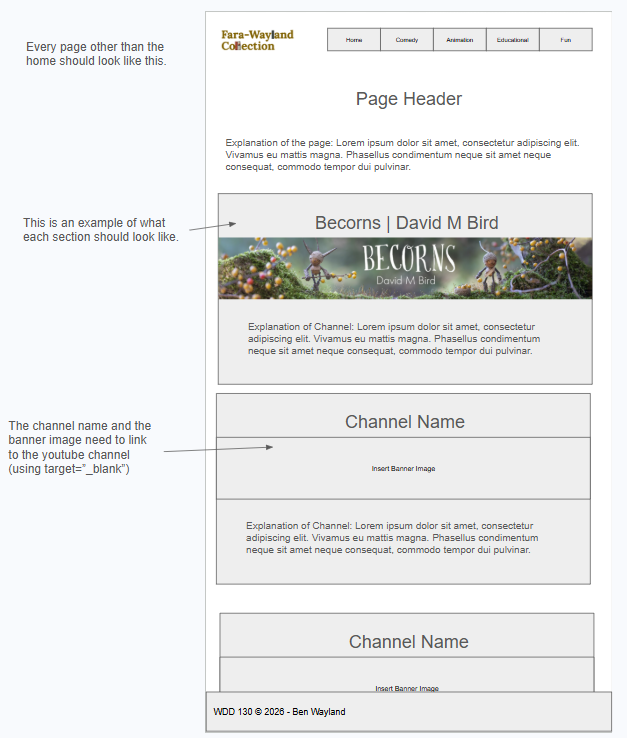 Every page other than the
home should look like this.
Fara-Wayland
Collection
Home
Comedy
Animation
Educational
Fun
Page Header
Explanation of the page: Lorem ipsum dolor sit amet, consectetur adipiscing elit.
Vivamus eu mattis magna. Phasellus condimentum neque sit amet neque
consequat, commodo tempor dui pulvinar.
This is an example of what
each section should look like.
Becorns | David M Bird
BECORNS
David M Bird
Explanation of Channel: Lorem ipsum dolor sit amet, consectetur
adipiscing elit. Vivamus eu mattis magna. Phasellus condimentum
neque sit amet neque consequat, commodo tempor dui pulvinar.
The channel name and the
banner image need to link
to the youtube channel
(using target="_blank")
Channel Name
Insert Banner Image
Explanation of Channel: Lorem ipsum dolor sit amet, consectetur
adipiscing elit. Vivamus eu mattis magna. Phasellus condimentum
neque sit amet neque consequat, commodo tempor dui pulvinar.
Channel Name
Insert Banner Image
WDD 130 © 2026 - Ben Wayland